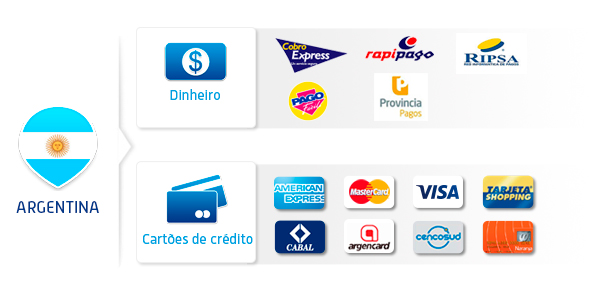 Cobro
Express
rapipago
RIPSA
Dinheiro
PAGO
Fácil
Provincia
Pagos
ARGENTINA
AMERICAN
EXPRESS
MasterCard
VISA
TARJETA
SHOPPING
Cartões de crédito
CABAL
argencard
cencosud
Naranja